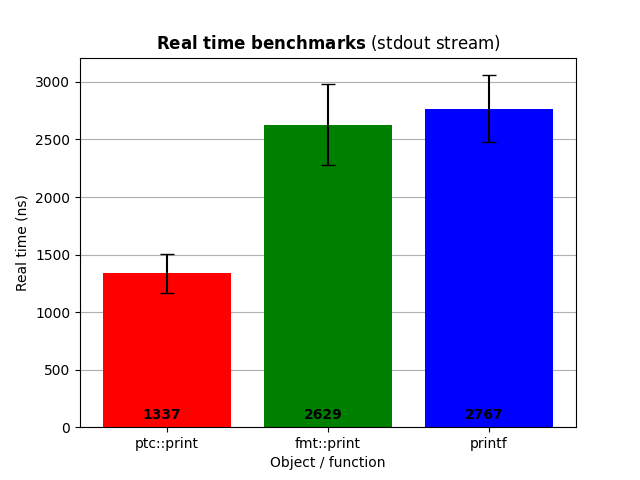 Real time benchmarks (stdout stream)
Real time (ns)
3000
2500
2000
1500
1000
500
0
1337
2629
2767
ptc::print
fmt::print
printf
Object / function